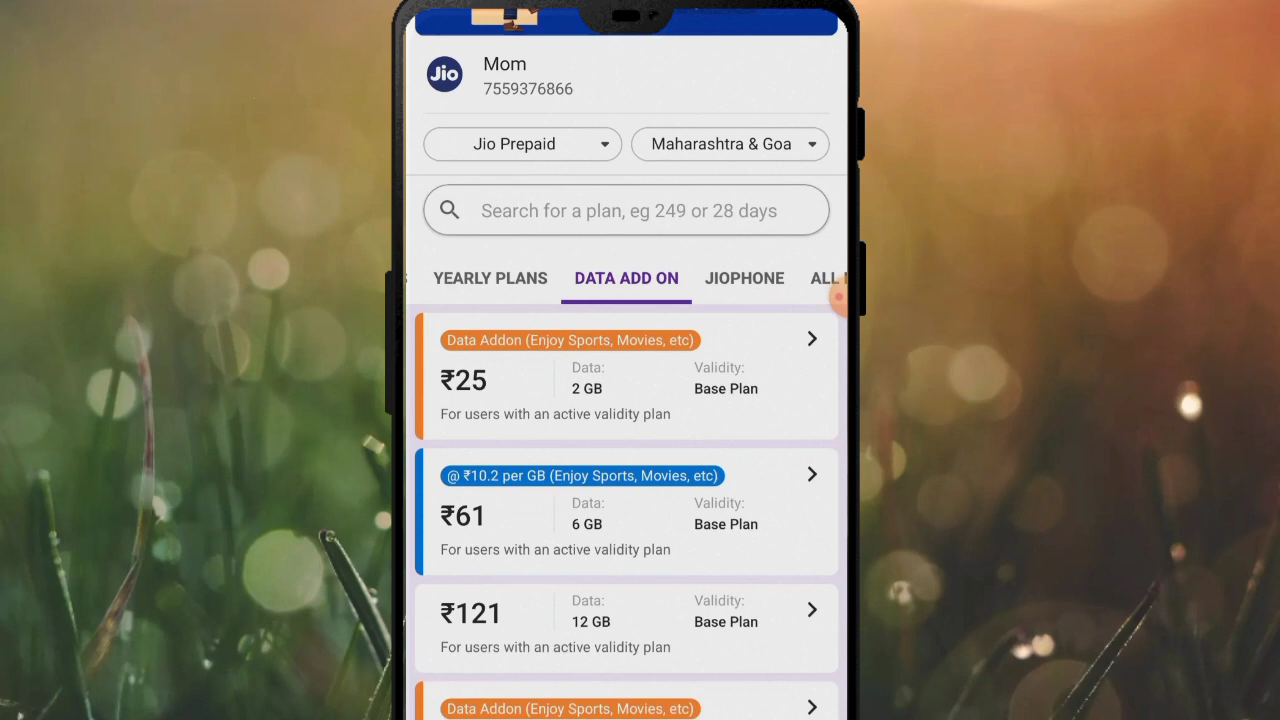 Jio
Mom
7559376866
Jio Prepaid
Maharashtra & Goa
Search for a plan, eg 249 or 28 days
YEARLY PLANS
DATA ADD ON
JIOPHONE
ALL
Data Addon (Enjoy Sports, Movies, etc)
₹25
Data:
2 GB
Validity:
Base Plan
For users with an active validity plan
@ ₹10.2 per GB (Enjoy Sports, Movies, etc)
₹61
Data:
6 GB
Validity:
Base Plan
For users with an active validity plan
₹121
Data:
12 GB
Validity:
Base Plan
For users with an active validity plan
Data Addon (Enjoy Sports, Movies, etc)